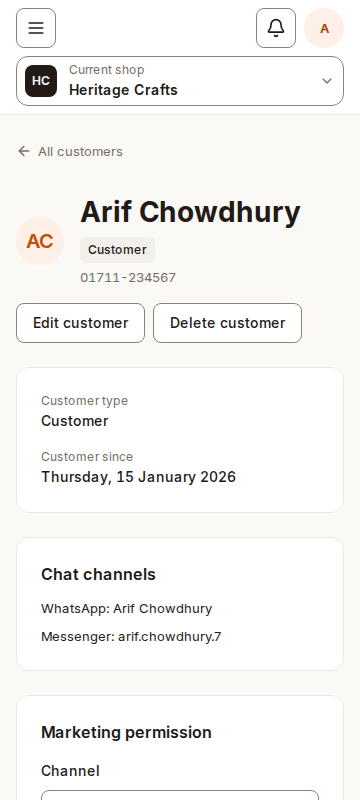 A
HC
Current shop
Heritage Crafts
All customers
AC
Arif Chowdhury
Customer
01711-234567
Edit customer
Delete customer
Customer type
Customer
Customer since
Thursday, 15 January 2026
Chat channels
WhatsApp: Arif Chowdhury
Messenger: arif.chowdhury.7
Marketing permission
Channel